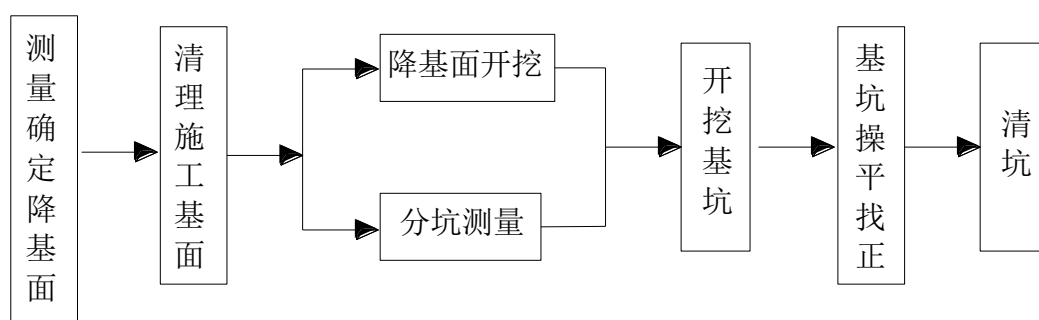 测量确定降基面
清理施工基面
降基面开挖
分坑测量
开挖基坑
基坑操平找正
清坑